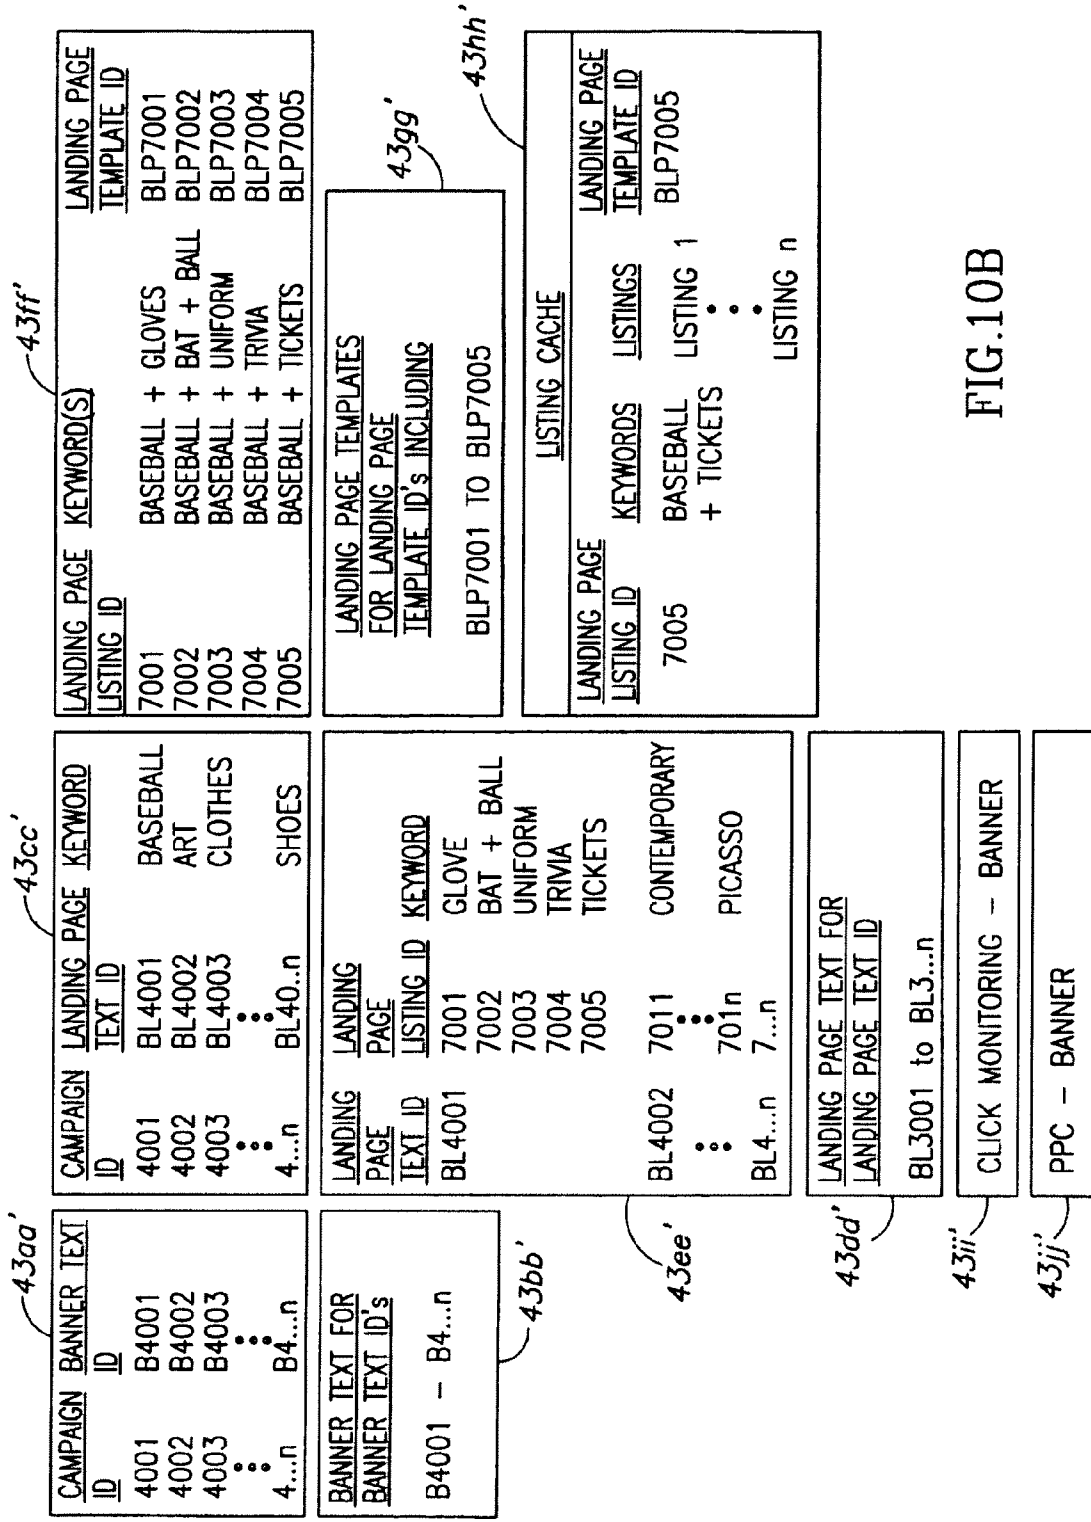 43aa'
CAMPAIGN BANNER TEXT
ID ID
4001 B4001
4002 B4002
4003 B4003
4...n B4...n
BANNER TEXT FOR
BANNER TEXT ID's
B4001 – B4...n
43bb'
43cc'
CAMPAIGN LANDING PAGE KEYWORD
ID TEXT ID
4001 BL4001 BASEBALL
4002 BL4002 ART
4003 BL4003 CLOTHES
4...n BL40..n SHOES
LANDING LANDING
PAGE PAGE
TEXT ID LISTING ID KEYWORD
BL4001 7001 GLOVE
7002 BAT + BALL
7003 UNIFORM
7004 TRIVIA
7005 TICKETS
BL4002 7011 CONTEMPORARY
701n PICASSO
BL4...n 7...n
43ee'
LANDING PAGE TEXT FOR
LANDING PAGE TEXT ID
BL3001 to BL3...n
43dd'
CLICK MONITORING – BANNER
43ii'
PPC – BANNER
43jj'
43ff'
LANDING PAGE KEYWORD(S) LANDING PAGE
LISTING ID TEMPLATE ID
7001 BASEBALL + GLOVES BLP7001
7002 BASEBALL + BAT + BALL BLP7002
7003 BASEBALL + UNIFORM BLP7003
7004 BASEBALL + TRIVIA BLP7004
7005 BASEBALL + TICKETS BLP7005
LANDING PAGE TEMPLATES
FOR LANDING PAGE
TEMPLATE ID's INCLUDING
BLP7001 TO BLP7005
43gg'
LISTING CACHE
LANDING PAGE LANDING PAGE
LISTING ID KEYWORDS LISTINGS TEMPLATE ID
7005 BASEBALL LISTING 1 BLP7005
+ TICKETS
LISTING n
43hh'
FIG.10B